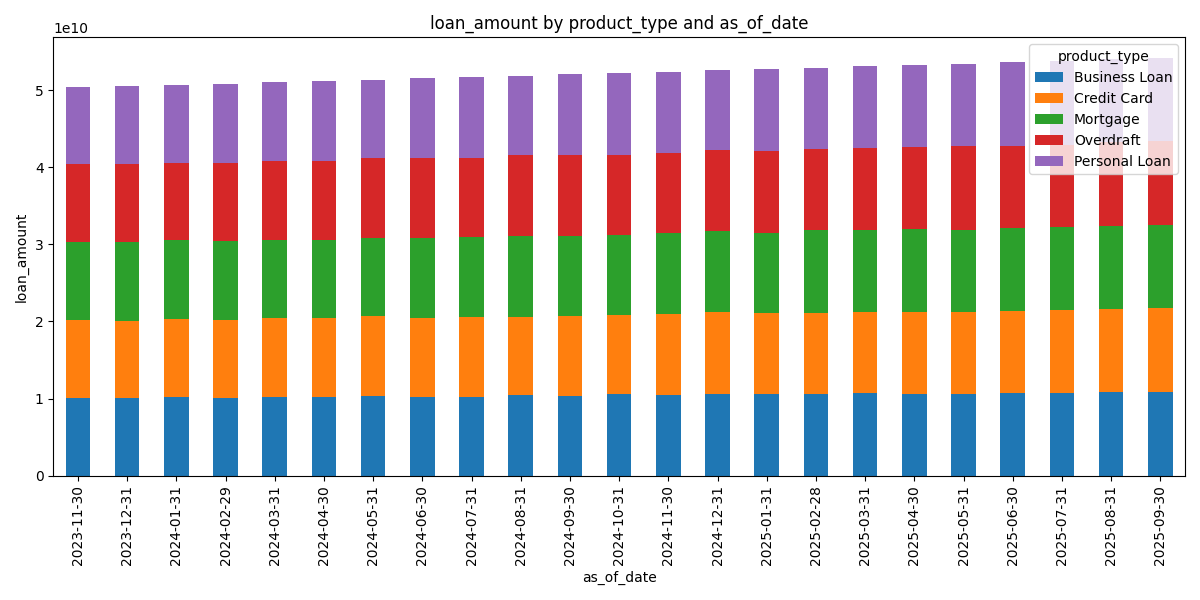 loan_amount by product_type and as_of_date
1e10
product_type
Business Loan
Credit Card
Mortgage
Overdraft
Personal Loan
5
4
3
2
1
0
loan_amount
2023-11-30
2023-12-31
2024-01-31
2024-02-29
2024-03-31
2024-04-30
2024-05-31
2024-06-30
2024-07-31
2024-08-31
2024-09-30
2024-10-31
2024-11-30
2024-12-31
2025-01-31
2025-02-28
2025-03-31
2025-04-30
2025-05-31
2025-06-30
2025-07-31
2025-08-31
2025-09-30
as_of_date